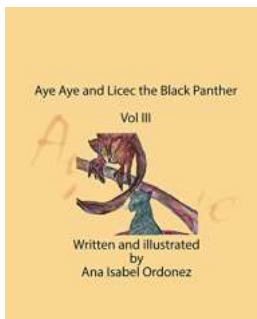 Aye Aye and Licec the Black Panther
Vol III
Written and illustrated
by
Ana Isabel Ordonez